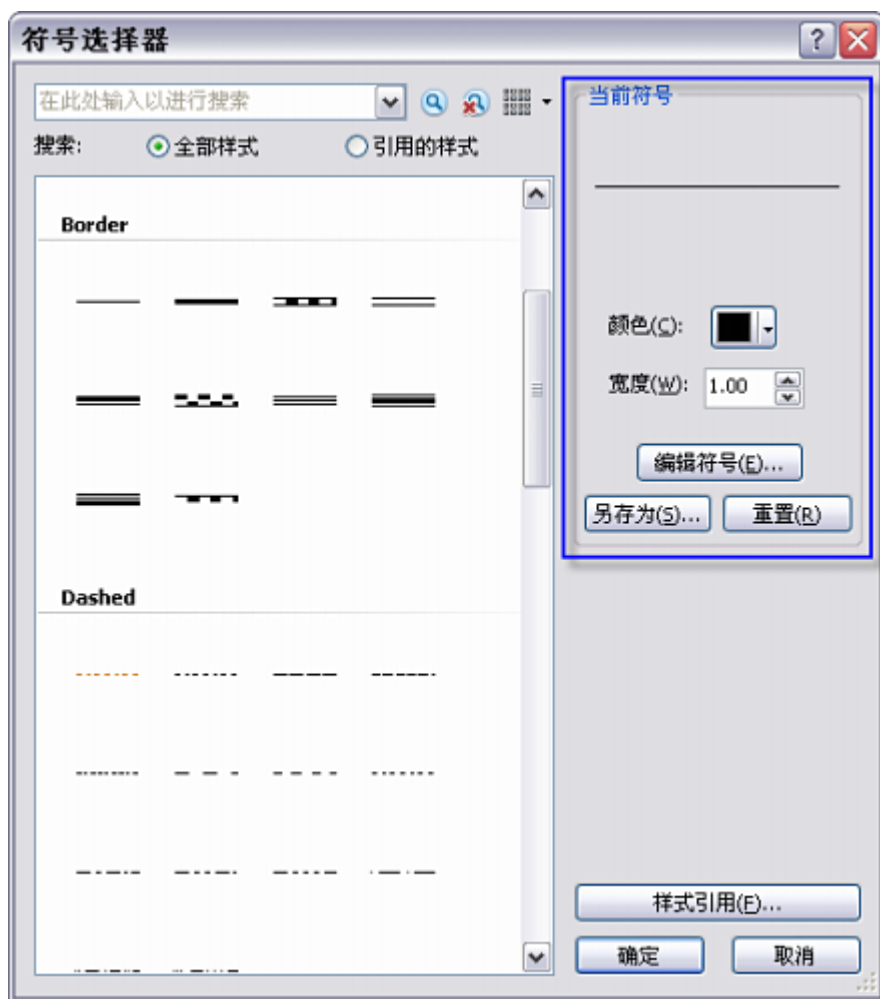 符号选择器
在此处输入以进行搜索
搜索: 全部样式 引用的样式
Border
Dashed
当前符号
颜色(C):
宽度(W): 1.00
编辑符号(E)...
另存为(S)... 重置(R)
样式引用(F)...
确定 取消